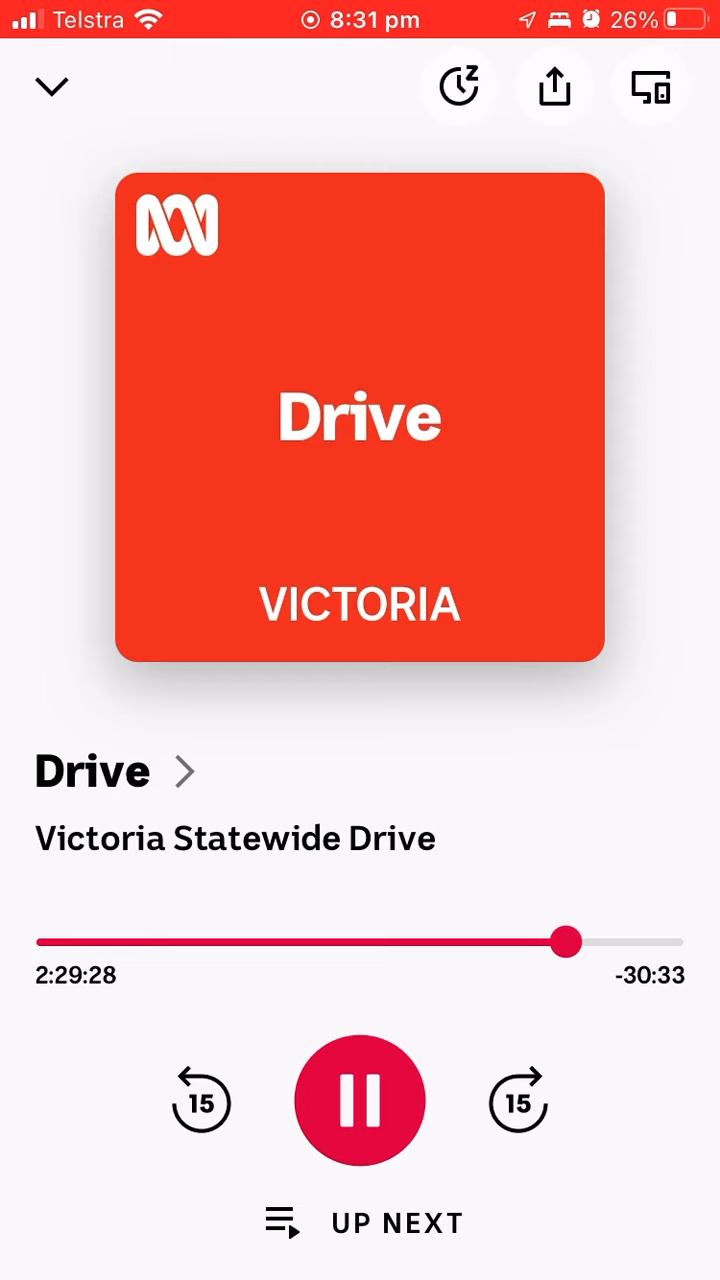 Telstra 8:31 pm 26%
z
Drive
VICTORIA
Drive
Victoria Statewide Drive
2:29:28 -30:33
15 15
UP NEXT